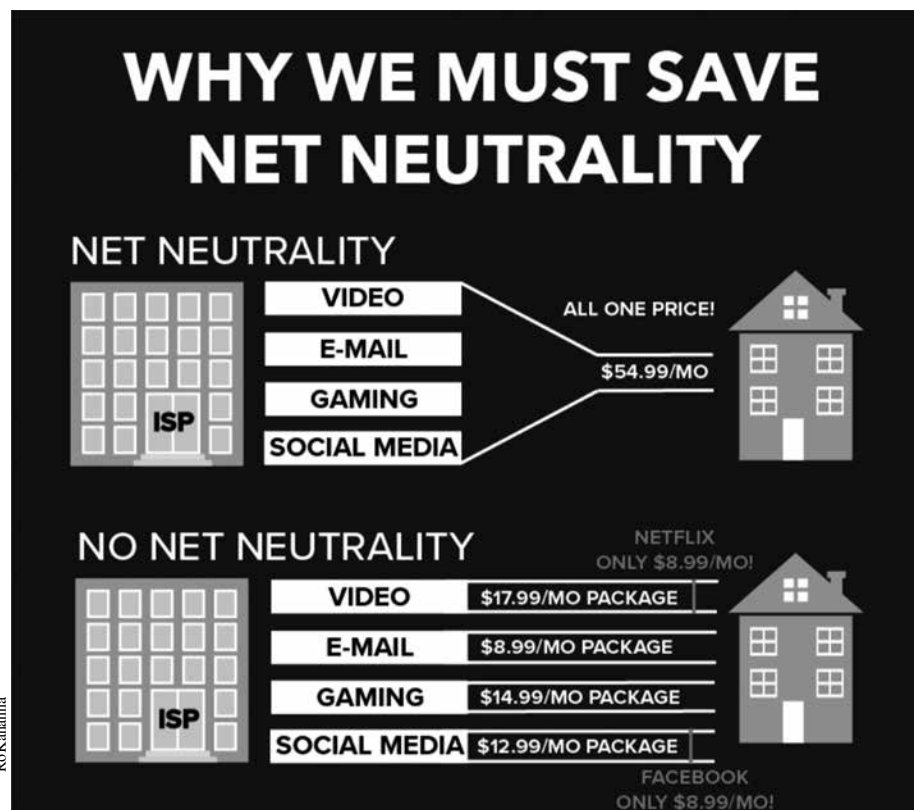 WHY WE MUST SAVE
NET NEUTRALITY
NET NEUTRALITY
ISP
VIDEO
E-MAIL
GAMING
SOCIAL MEDIA
ALL ONE PRICE!
$54.99/MO
NO NET NEUTRALITY
ISP
NETFLIX
ONLY $8.99/MO!
VIDEO $17.99/MO PACKAGE
E-MAIL $8.99/MO PACKAGE
GAMING $14.99/MO PACKAGE
SOCIAL MEDIA $12.99/MO PACKAGE
FACEBOOK
ONLY $8.99/MO!